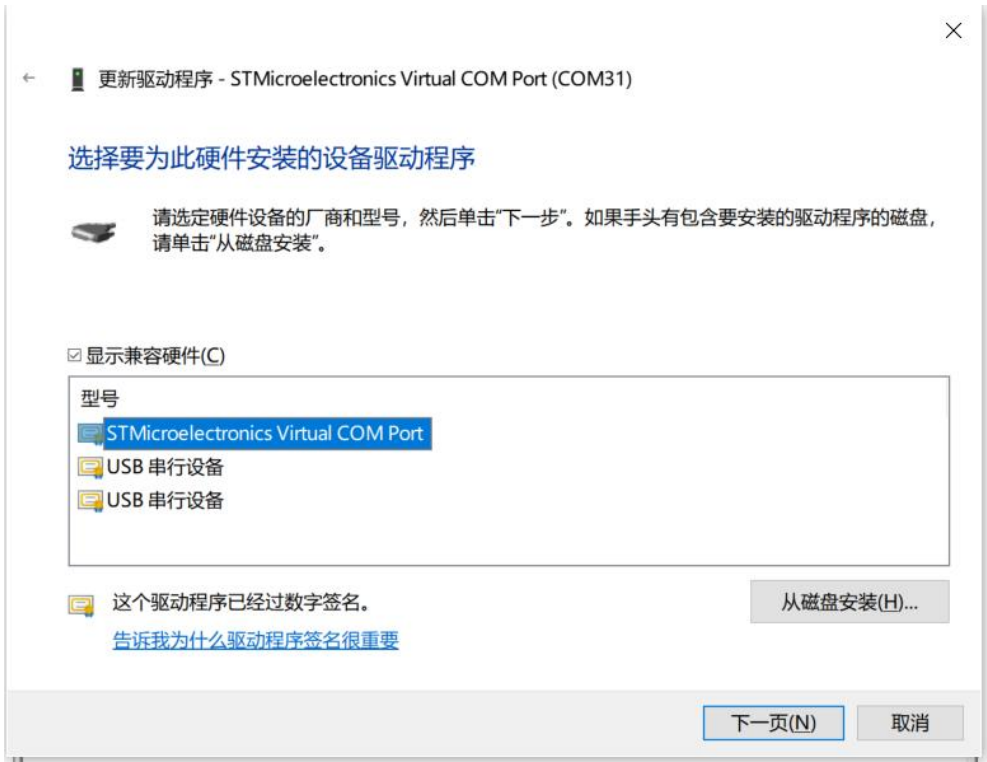 更新驱动程序 - STMicroelectronics Virtual COM Port (COM31)
选择要为此硬件安装的设备驱动程序
请选定硬件设备的厂商和型号，然后单击“下一步”。如果手头有包含要安装的驱动程序的磁盘，
请单击“从磁盘安装”。
显示兼容硬件(C)
型号
STMicroelectronics Virtual COM Port
USB 串行设备
USB 串行设备
这个驱动程序已经过数字签名。
从磁盘安装(H)...
告诉我为什么驱动程序签名很重要
下一页(N)
取消